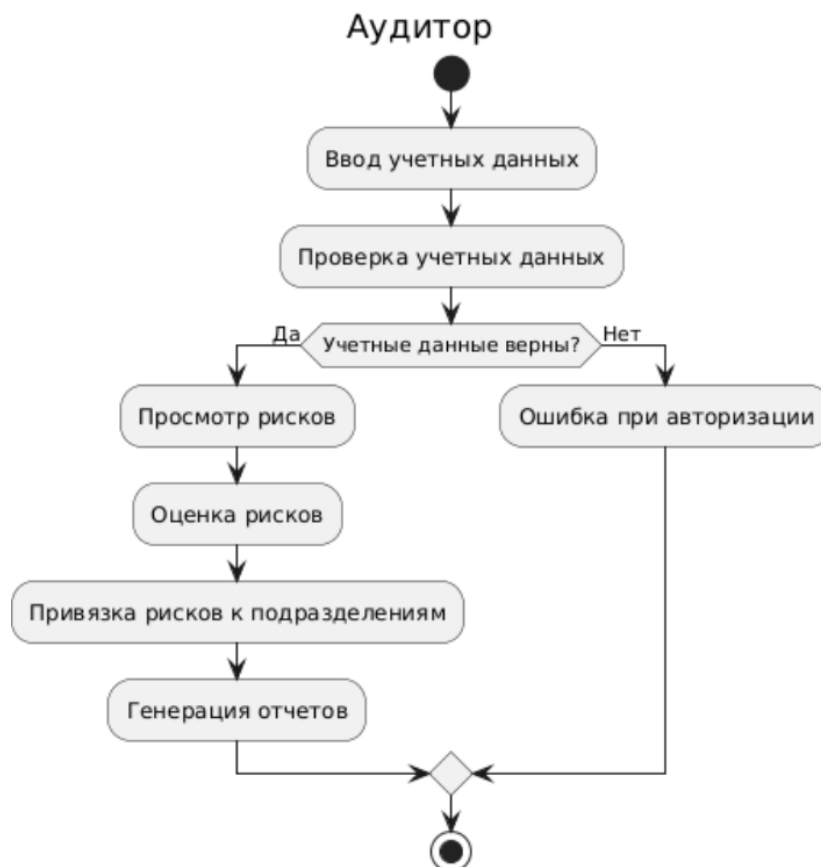 Аудитор
Ввод учетных данных
Проверка учетных данных
Да
Учетные данные верны?
Нет
Просмотр рисков
Ошибка при авторизации
Оценка рисков
Привязка рисков к подразделениям
Генерация отчетов